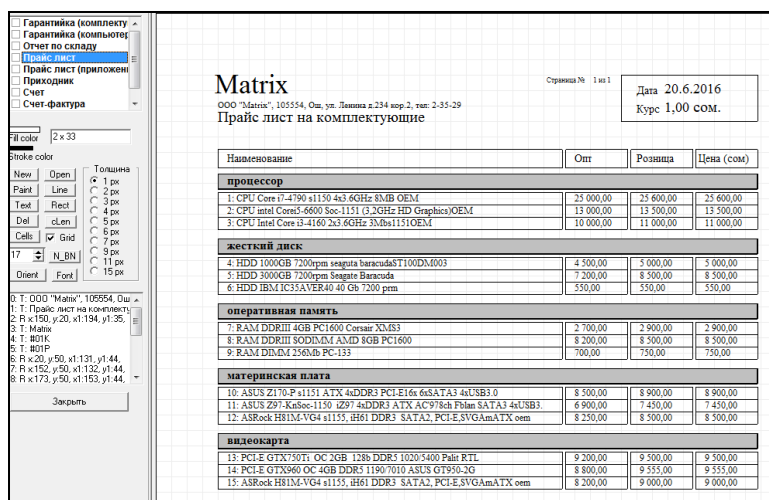 Гарантийка (комплекту
Гарантийка (компьютер
Отчет по складу
Прайс лист
Прайс лист (приложени
Приходник
Счет
Счет-фактура
Fill color
2 x 33
Stroke color
New Open
Paint Line
Text Rect
Del cLen
Cells Grid
17 N_BN
Orient Font
Толщина
1 px
2 px
3 px
4 px
5 px
6 px
7 px
9 px
11 px
15 px
0: T: ООО "Matrix", 105554, Ош
1: T: Прайс лист на комплекту
2: R x:150, y:20, x1:194, y1:35,
3: T: Matrix
4: T: #01K
5: T: #01P
6: R x:20, y:50, x1:131, y1:44,
7: R x:152, y:50, x1:132, y1:44,
8: R x:173, y:50, x1:153, y1:44,
Закрыть
Matrix
Страница № 1 из 1
ООО "Matrix", 105554, Ош, ул. Ленина д.234 кор.2, тел: 2-35-29
Прайс лист на комплектующие
Дата 20.6.2016
Курс 1,00 сом.
Наименование Опт Розница Цена (сом)
процессор
1: CPU Core i7-4790 s1150 4x3.6GHz 8MB OEM 25 000,00 25 600,00 25 600,00
2: CPU intel Corei5-6600 Soc-1151 (3,2GHz HD Graphics)OEM 13 000,00 13 500,00 13 500,00
3: CPU Intel Core i3-4160 2x3.6GHz 3Mbs1151OEM 10 000,00 11 000,00 11 000,00
жесткий диск
4: HDD 1000GB 7200rpm seaguta baracudaST100DM003 4 500,00 5 000,00 5 000,00
5: HDD 3000GB 7200rpm Seagate Baracuda 7 200,00 8 500,00 8 500,00
6: HDD IBM IC35AVER40 40 Gb 7200 prm 550,00 550,00 550,00
оперативная память
7: RAM DDRIII 4GB PC1600 Corsair XMS3 2 700,00 2 900,00 2 900,00
8: RAM DDRIII SODIMM AMD 8GB PC1600 8 200,00 8 500,00 8 500,00
9: RAM DIMM 256Mb PC-133 700,00 750,00 750,00
материнская плата
10: ASUS Z170-P s1151 ATX 4xDDR3 PCI-E16x 6xSATA3 4xUSB3.0 8 500,00 8 900,00 8 900,00
11: ASUS Z97-KnSoc-1150 iZ97 4xDDR3 ATX AC'978ch Fblan SATA3 4xUSB3. 6 900,00 7 450,00 7 450,00
12: ASRock H81M-VG4 s1155, iH61 DDR3 SATA2, PCI-E,SVGAmATX oem 8 250,00 8 500,00 8 500,00
видеокарта
13: PCI-E GTX750Ti OC 2GB 128b DDR5 1020/5400 Palit RTL 9 200,00 9 500,00 9 500,00
14: PCI-E GTX960 OC 4GB DDR5 1190/7010 ASUS GT950-2G 8 800,00 9 555,00 9 555,00
15: ASRock H81M-VG4 s1155, iH61 DDR3 SATA2, PCI-E,SVGAmATX oem 8 200,00 9 000,00 9 000,00